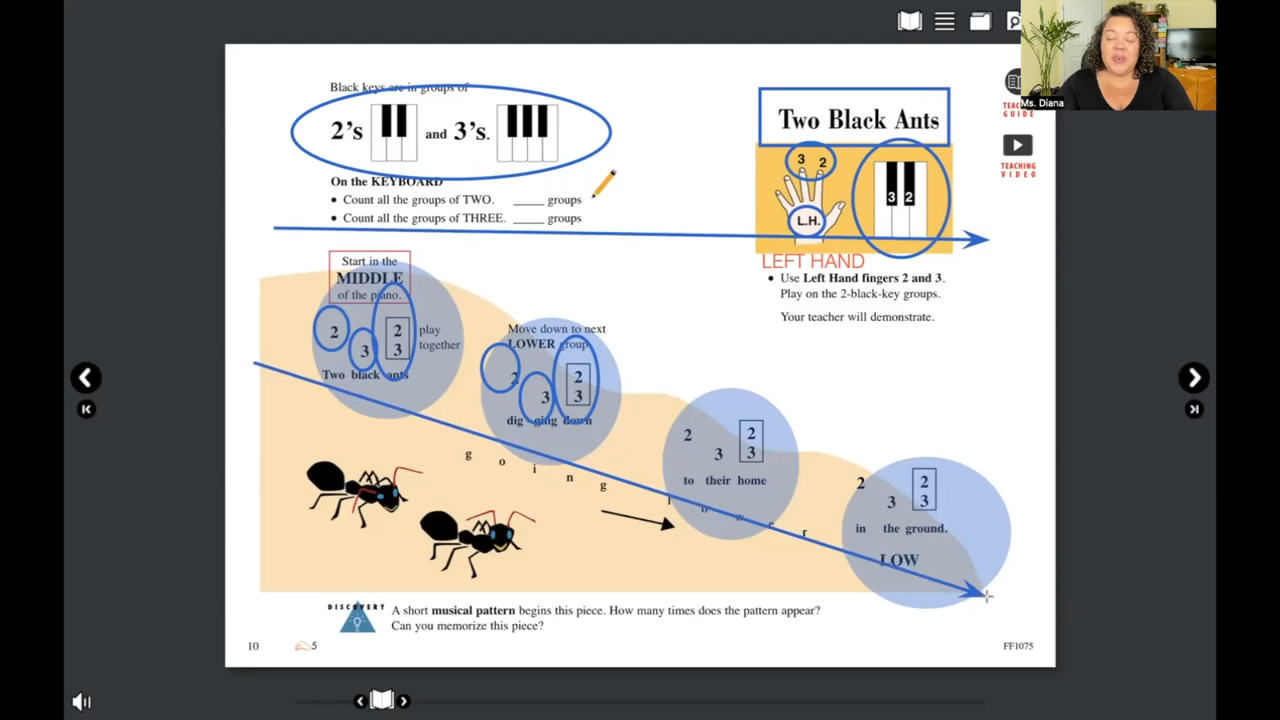 Black keys are in groups of
2's and 3's.
On the KEYBOARD
• Count all the groups of TWO. _____ groups
• Count all the groups of THREE. _____ groups
Two Black Ants
3 2
L.H.
3 2
LEFT HAND
• Use Left Hand fingers 2 and 3.
Play on the 2-black-key groups.
Your teacher will demonstrate.
Ms. Diana
TEACHING
VIDEO
GUIDE
Start in the
MIDDLE
of the piano.
2 3 2 3 play together
Two black ants
Move down to next
LOWER group
2 3 2 3
dig - ging down
going lower
2 3 2 3
to their home
2 3 2 3
in the ground.
LOW
DISCOVERY
A short musical pattern begins this piece. How many times does the pattern appear?
Can you memorize this piece?
10
5
FF1075